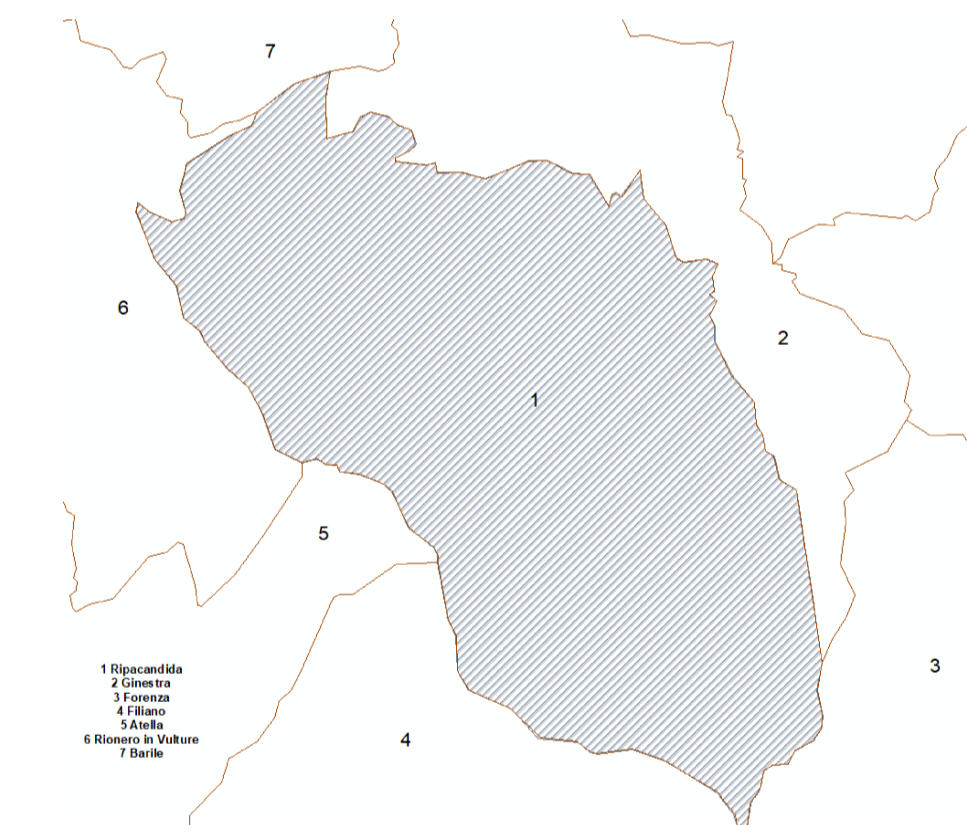 7
6
2
1
5
3
4
1 Ripacandida
2 Ginestra
3 Forenza
4 Filiano
5 Atella
6 Rionero in Vulture
7 Barile